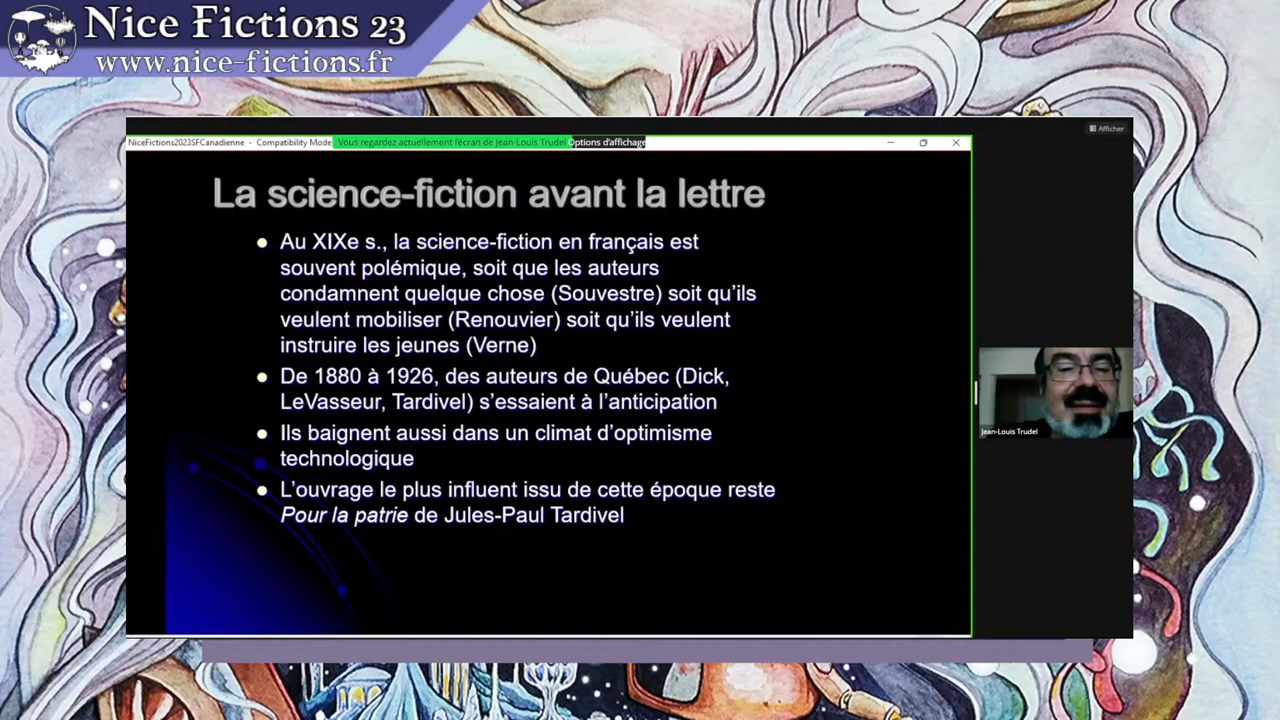 Nice Fictions 23
www.nice-fictions.fr
Afficher
NiceFictions2023SFCanadienne - Compatibility Mode
Vous regardez actuellement l'écran de Jean-Louis Trudel
Options d'affichage
La science-fiction avant la lettre
Au XIXe s., la science-fiction en français est
souvent polémique, soit que les auteurs
condamnent quelque chose (Souvestre) soit qu'ils
veulent mobiliser (Renouvier) soit qu'ils veulent
instruire les jeunes (Verne)
De 1880 à 1926, des auteurs de Québec (Dick,
LeVasseur, Tardivel) s'essaient à l'anticipation
Ils baignent aussi dans un climat d'optimisme
technologique
L'ouvrage le plus influent issu de cette époque reste
Pour la patrie de Jules-Paul Tardivel
Jean-Louis Trudel